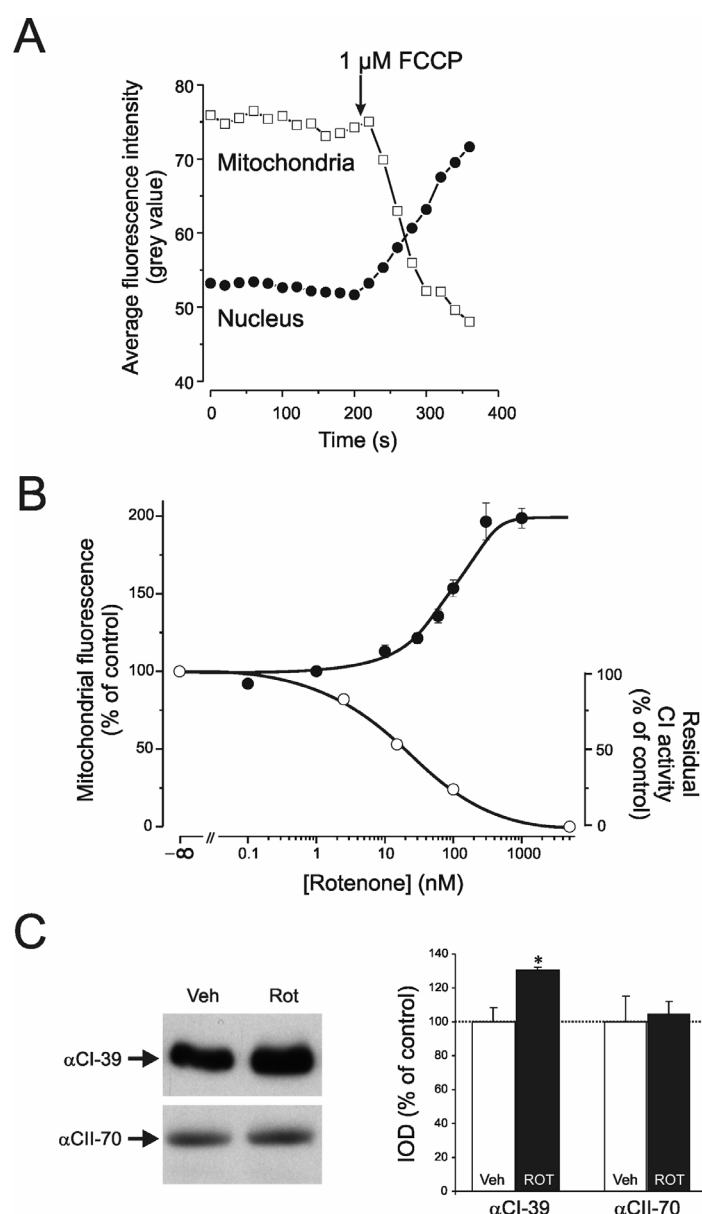 A
1 µM FCCP
Average fluorescence intensity
(grey value)
80
70
60
50
40
Mitochondria
Nucleus
0 100 200 300 400
Time (s)
B
Mitochondrial fluorescence
(% of control)
200
150
100
50
0
100
50
0
Residual
CI activity
(% of control)
−∞ // 0.1 1 10 100 1000
[Rotenone] (nM)
C
Veh Rot
αCI-39
αCII-70
IOD (% of control)
140
120
100
80
60
40
20
0
*
Veh ROT Veh ROT
αCI-39 αCII-70